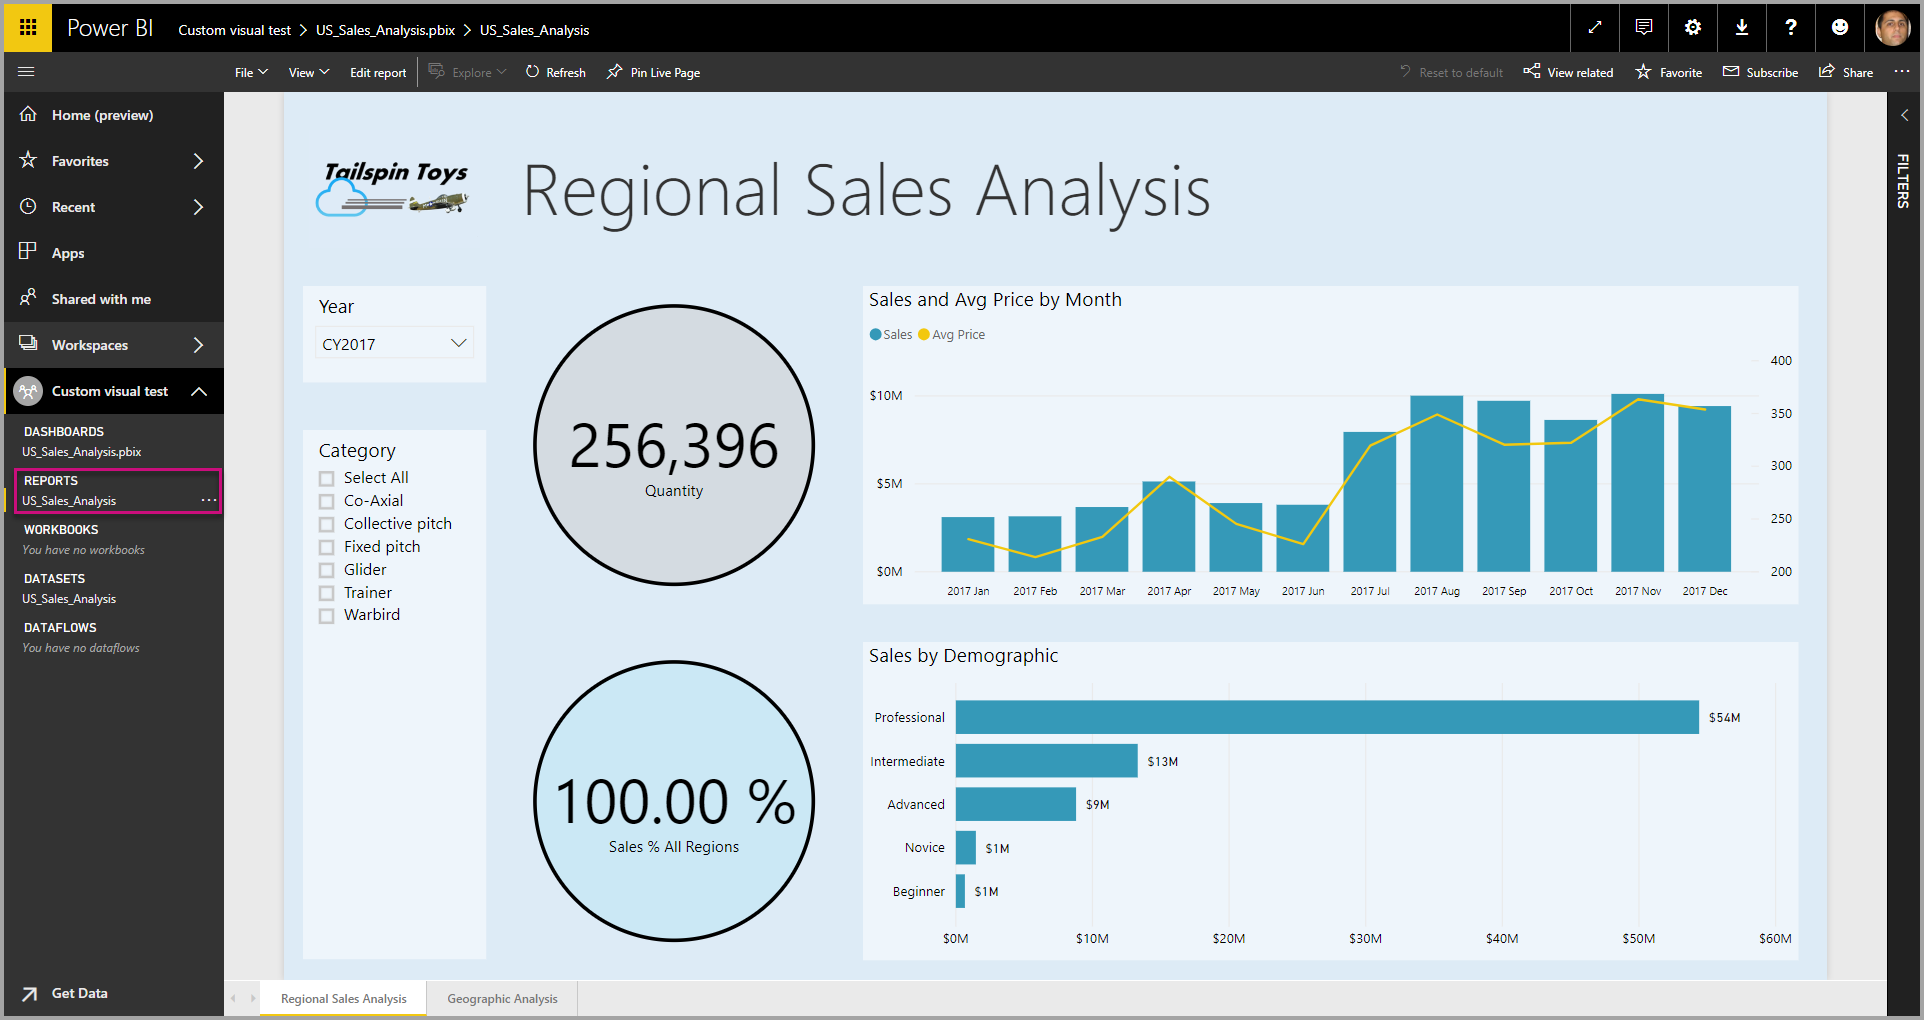 Power BI
Custom visual test > US_Sales_Analysis.pbix > US_Sales_Analysis
?
File
View
Edit report
Explore
Refresh
Pin Live Page
Reset to default
View related
Favorite
Subscribe
Share
...
Home (preview)
Favorites
Recent
Apps
Shared with me
Workspaces
Custom visual test
DASHBOARDS
US_Sales_Analysis.pbix
REPORTS
US_Sales_Analysis ...
WORKBOOKS
You have no workbooks
DATASETS
US_Sales_Analysis
DATAFLOWS
You have no dataflows
Get Data
Tailspin Toys
Regional Sales Analysis
Year
CY2017
Category
Select All
Co-Axial
Collective pitch
Fixed pitch
Glider
Trainer
Warbird
256,396
Quantity
100.00 %
Sales % All Regions
Sales and Avg Price by Month
Sales Avg Price
$10M
$5M
$0M
400
350
300
250
200
2017 Jan 2017 Feb 2017 Mar 2017 Apr 2017 May 2017 Jun 2017 Jul 2017 Aug 2017 Sep 2017 Oct 2017 Nov 2017 Dec
Sales by Demographic
Professional $54M
Intermediate $13M
Advanced $9M
Novice $1M
Beginner $1M
$0M $10M $20M $30M $40M $50M $60M
FILTERS
Regional Sales Analysis
Geographic Analysis